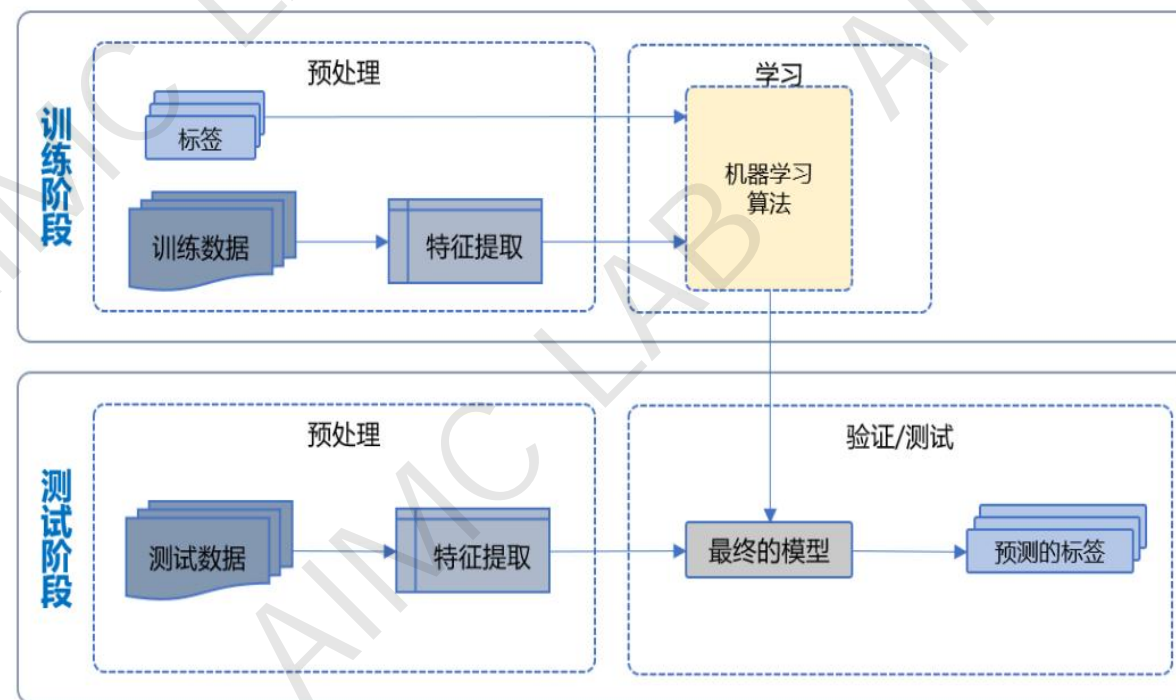 训练阶段
预处理
标签
训练数据
特征提取
学习
机器学习
算法
测试阶段
预处理
测试数据
特征提取
验证/测试
最终的模型
预测的标签
AIMC LAB